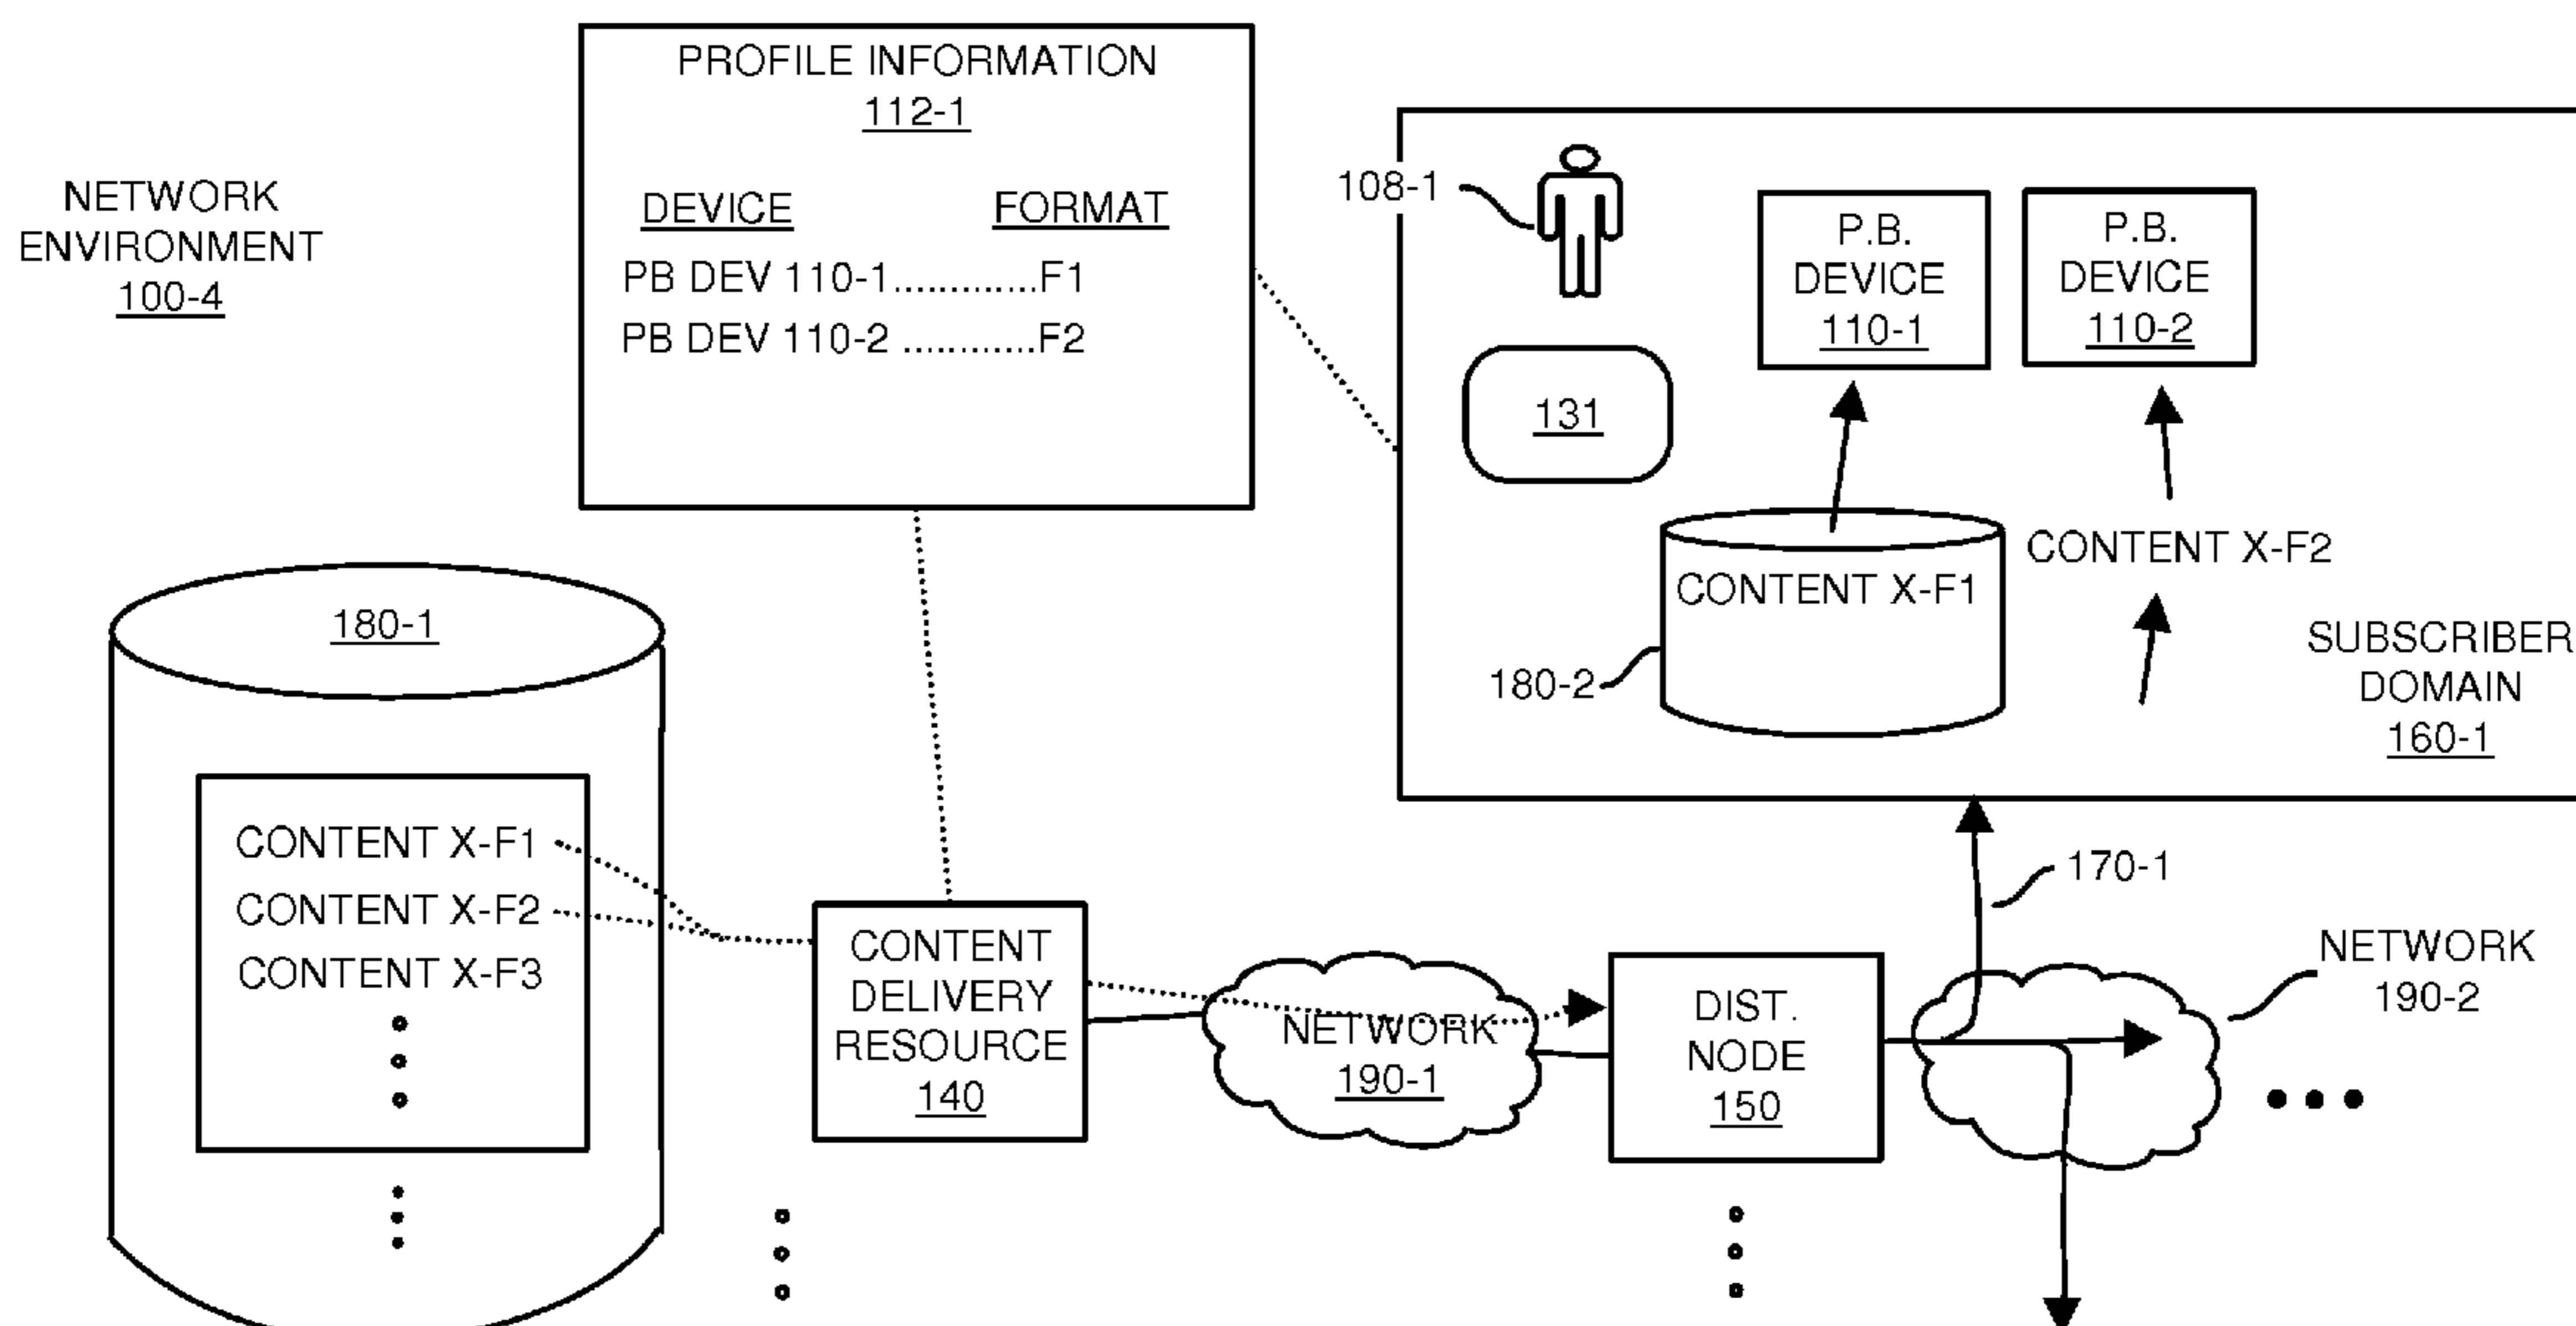 PROFILE INFORMATION
112-1
DEVICE FORMAT
PB DEV 110-1.............F1
PB DEV 110-2 ............F2
NETWORK
ENVIRONMENT
100-4
108-1
P.B.
DEVICE
110-1
P.B.
DEVICE
110-2
131
CONTENT X-F1
CONTENT X-F2
180-2
SUBSCRIBER
DOMAIN
160-1
180-1
CONTENT X-F1
CONTENT X-F2
CONTENT X-F3
CONTENT
DELIVERY
RESOURCE
140
NETWORK
190-1
DIST.
NODE
150
170-1
NETWORK
190-2